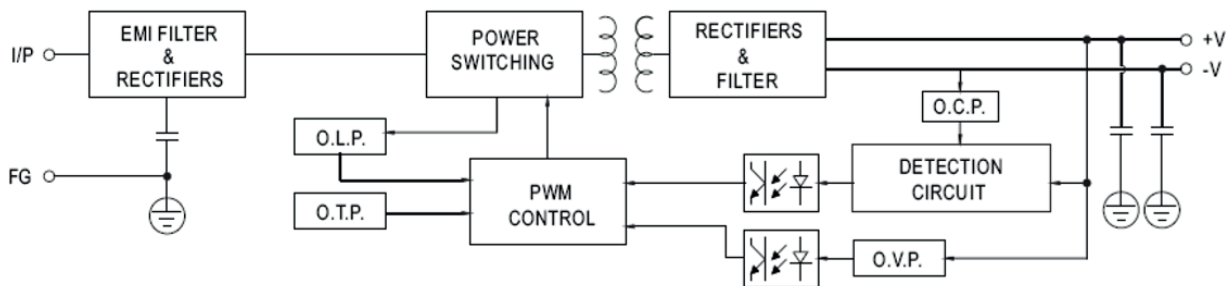 I/P
EMI FILTER
&
RECTIFIERS
POWER
SWITCHING
RECTIFIERS
&
FILTER
+V
-V
O.C.P.
O.L.P.
DETECTION
CIRCUIT
FG
PWM
CONTROL
O.T.P.
O.V.P.